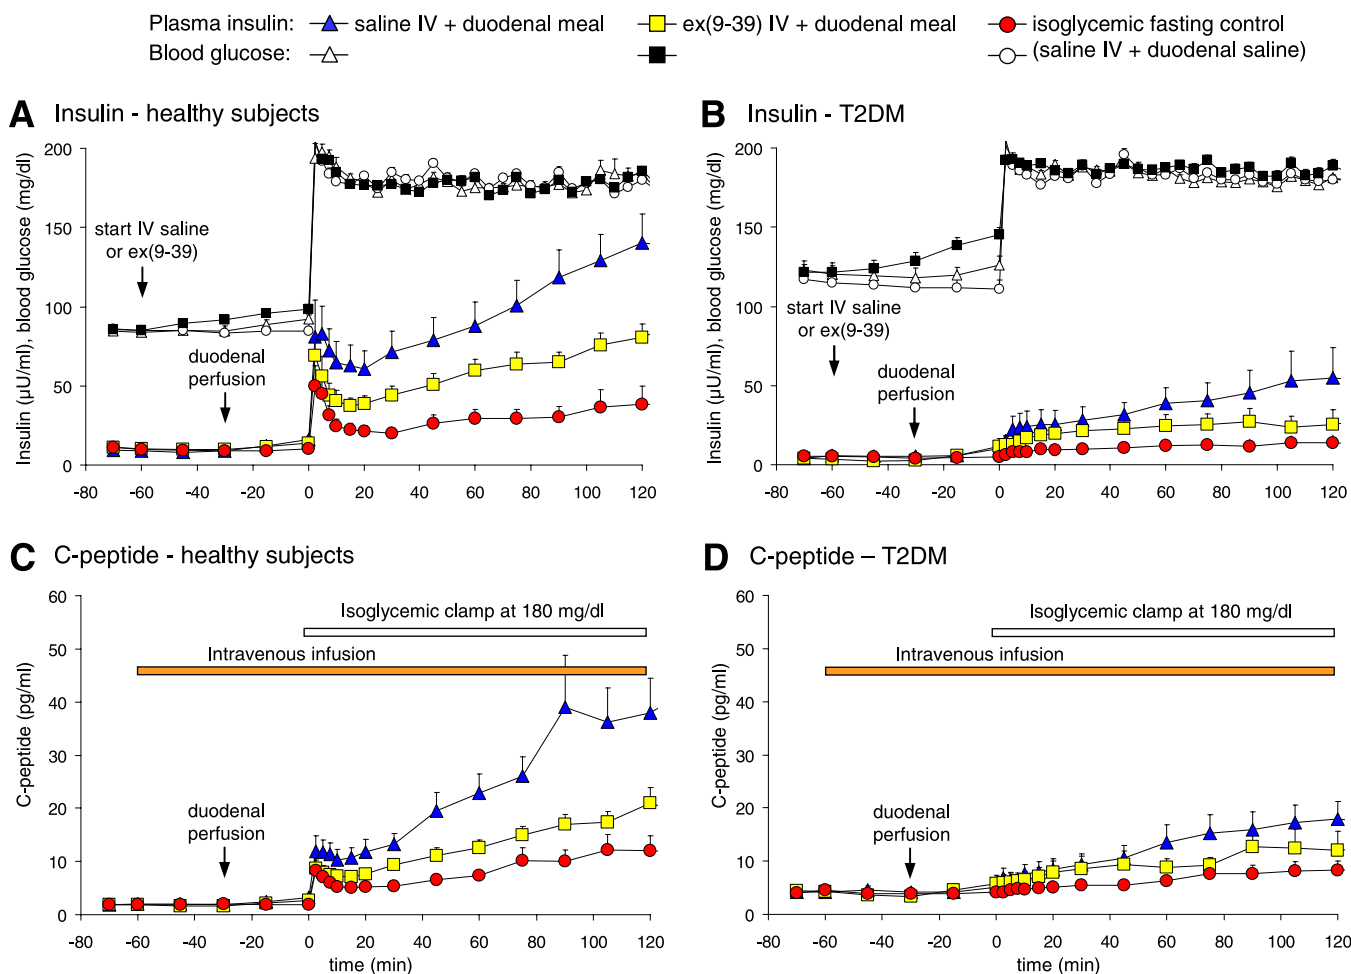 Plasma insulin: saline IV + duodenal meal ex(9-39) IV + duodenal meal isoglycemic fasting control
Blood glucose: (saline IV + duodenal saline)
A Insulin - healthy subjects
Insulin (µU/ml), blood glucose (mg/dl)
200
150
100
50
0
start IV saline
or ex(9-39)
duodenal
perfusion
-80 -60 -40 -20 0 20 40 60 80 100 120
B Insulin - T2DM
Insulin (µU/ml), blood glucose (mg/dl)
200
150
100
50
0
start IV saline
or ex(9-39)
duodenal
perfusion
-80 -60 -40 -20 0 20 40 60 80 100 120
C C-peptide - healthy subjects
C-peptide (pg/ml)
60
50
40
30
20
10
0
Isoglycemic clamp at 180 mg/dl
Intravenous infusion
duodenal
perfusion
-80 -60 -40 -20 0 20 40 60 80 100 120
time (min)
D C-peptide – T2DM
C-peptide (pg/ml)
60
50
40
30
20
10
0
Isoglycemic clamp at 180 mg/dl
Intravenous infusion
duodenal
perfusion
-80 -60 -40 -20 0 20 40 60 80 100 120
time (min)